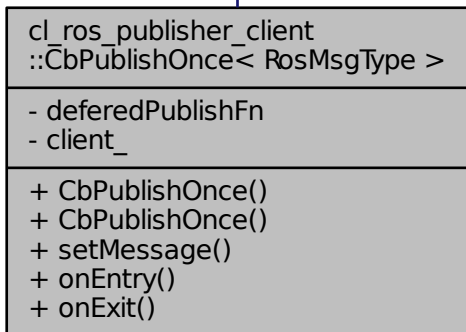 cl_ros_publisher_client
::CbPublishOnce< RosMsgType >
- deferedPublishFn
- client_
+ CbPublishOnce()
+ CbPublishOnce()
+ setMessage()
+ onEntry()
+ onExit()